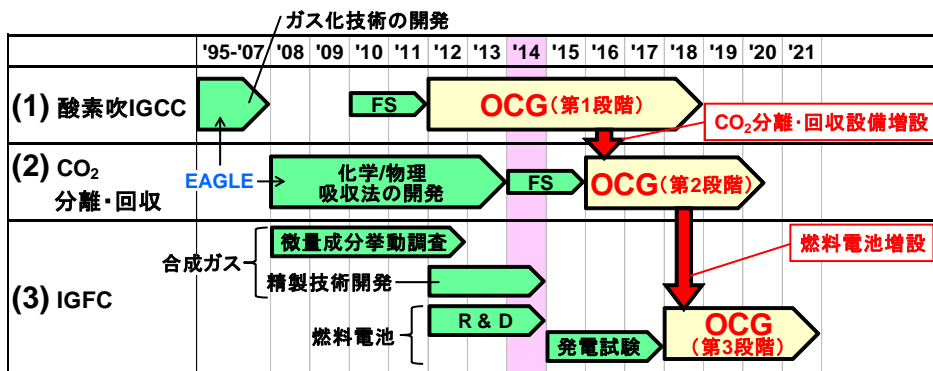 ガス化技術の開発
'95-'07 '08 '09 '10 '11 '12 '13 '14 '15 '16 '17 '18 '19 '20 '21
(1) 酸素吹IGCC
FS
OCG(第1段階)
CO₂分離・回収設備増設
(2) CO₂
分離・回収
EAGLE
化学/物理
吸収法の開発
FS
OCG(第2段階)
(3) IGFC
合成ガス
微量成分挙動調査
精製技術開発
燃料電池増設
燃料電池
R & D
発電試験
OCG
(第3段階)